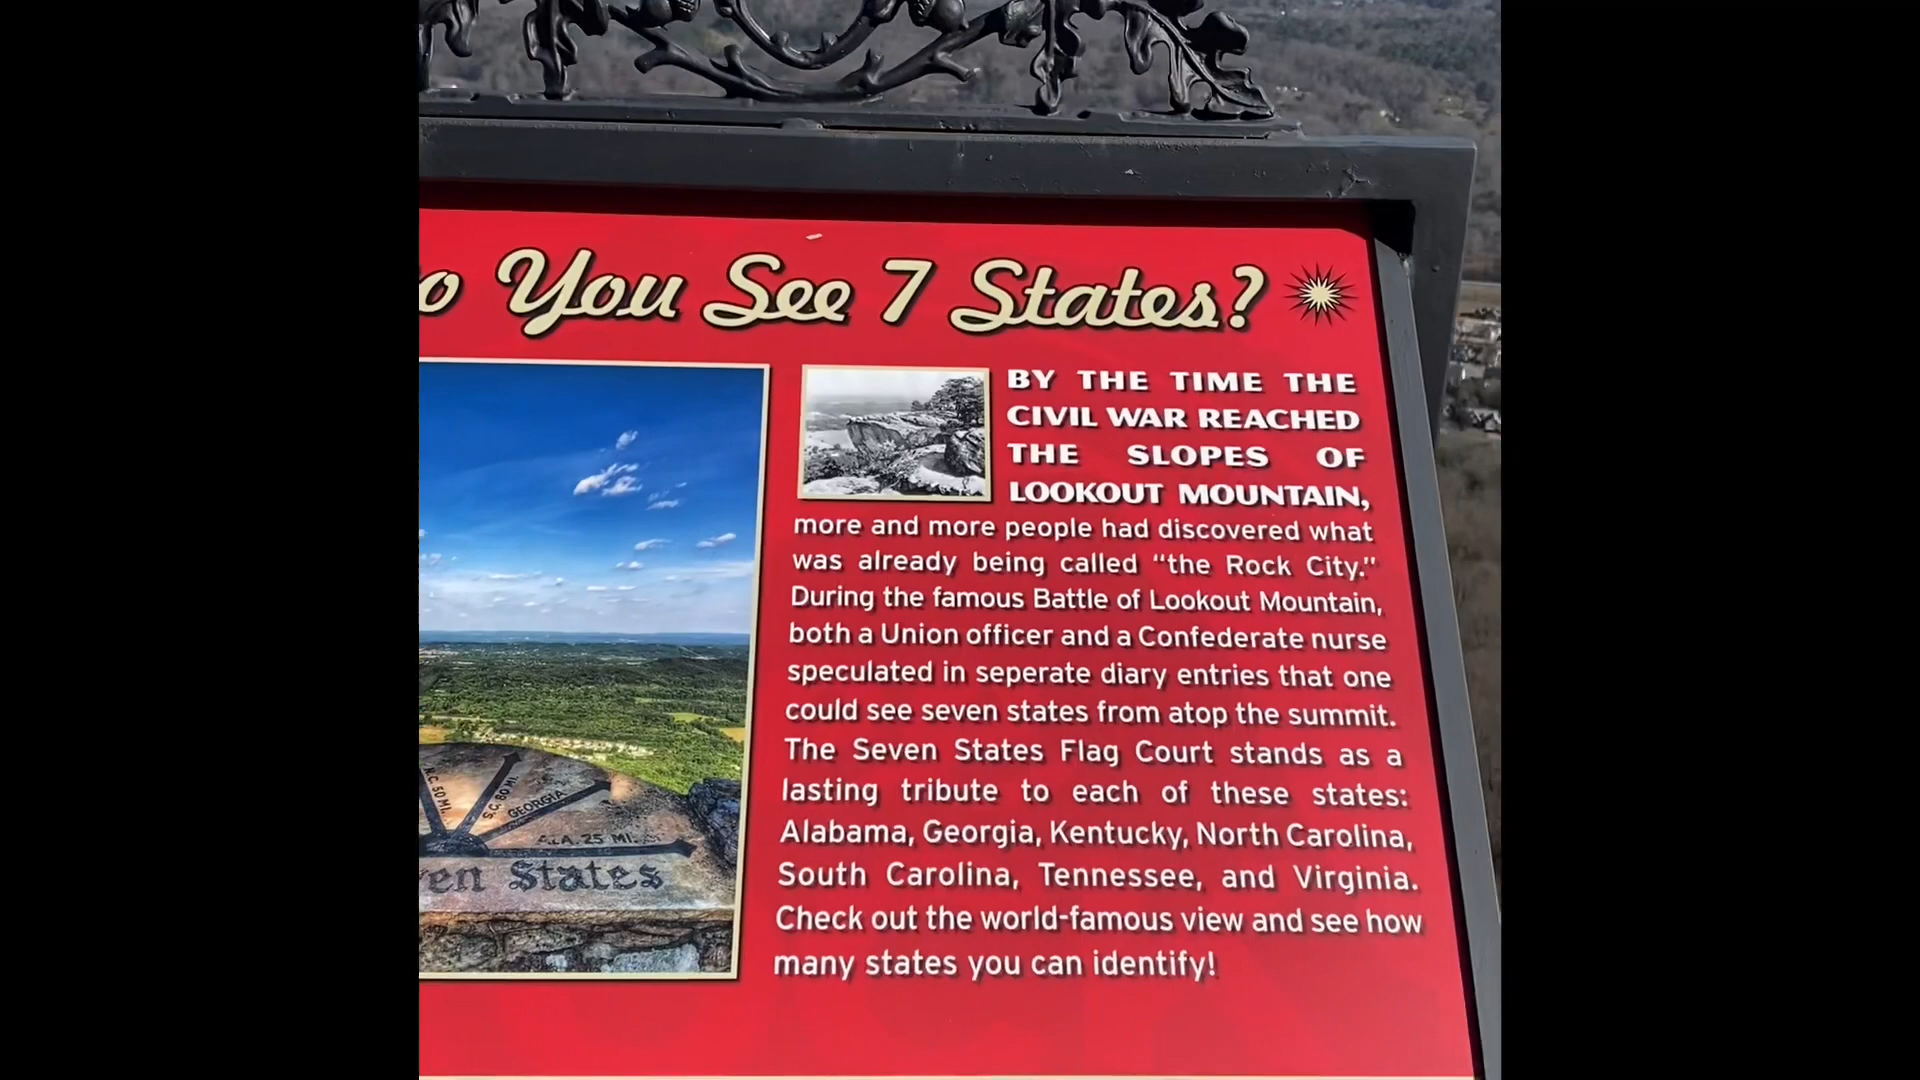 o You See 7 States?
BY THE TIME THE
CIVIL WAR REACHED
THE SLOPES OF
LOOKOUT MOUNTAIN,
more and more people had discovered what
was already being called “the Rock City.”
During the famous Battle of Lookout Mountain,
both a Union officer and a Confederate nurse
speculated in seperate diary entries that one
could see seven states from atop the summit.
The Seven States Flag Court stands as a
lasting tribute to each of these states:
Alabama, Georgia, Kentucky, North Carolina,
South Carolina, Tennessee, and Virginia.
Check out the world-famous view and see how
many states you can identify!
N.C. 50 MI.
S.C. 80 MI.
GEORGIA
ALA. 25 MI.
en States